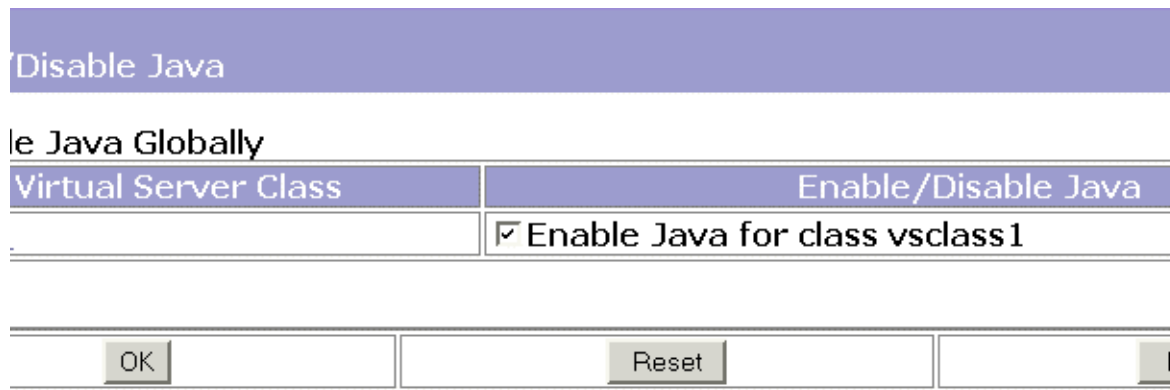 /Disable Java
le Java Globally
Virtual Server Class Enable/Disable Java
Enable Java for class vsclass1
OK Reset